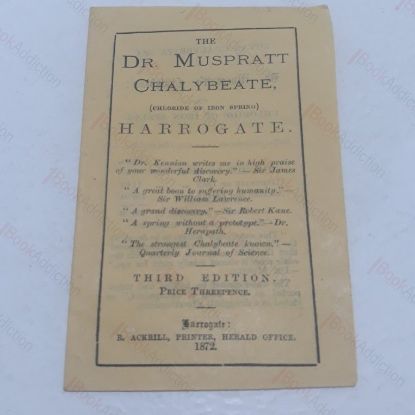 THE
DR. MUSPRATT
CHALYBEATE,
(CHLORIDE OF IRON SPRING)
HARROGATE.
"Dr. Kennion writes me in high praise
of your wonderful discovery."—Sir James
Clark.
"A great boon to suffering humanity."—
Sir William Lawrence.
"A grand discovery."—Sir Robert Kane.
"A spring without a prototype."—Dr.
Herapath.
"The strongest Chalybeate known."—
Quarterly Journal of Science.
THIRD EDITION.
PRICE THREEPENCE.
Harrogate:
R. ACKRILL, PRINTER, HERALD OFFICE.
1872.